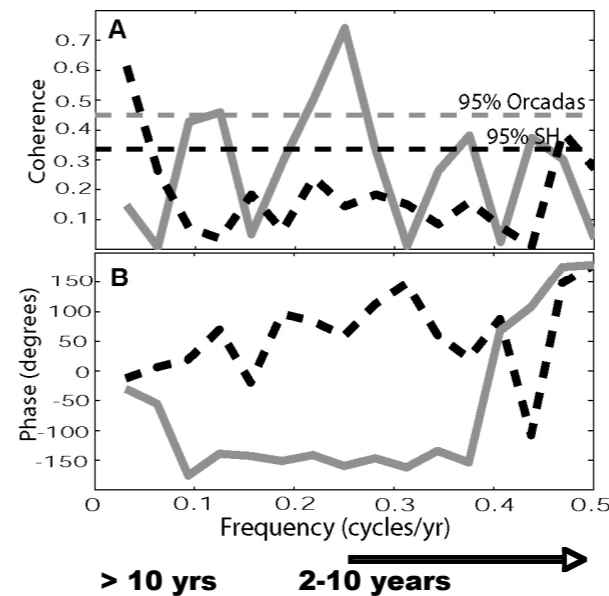 A
0.7
0.6
0.5
0.4
0.3
0.2
0.1
Coherence
95% Orcadas
95% SH
B
150
100
50
0
-50
-100
-150
Phase (degrees)
0 0.1 0.2 0.3 0.4 0.5
Frequency (cycles/yr)
> 10 yrs 2-10 years